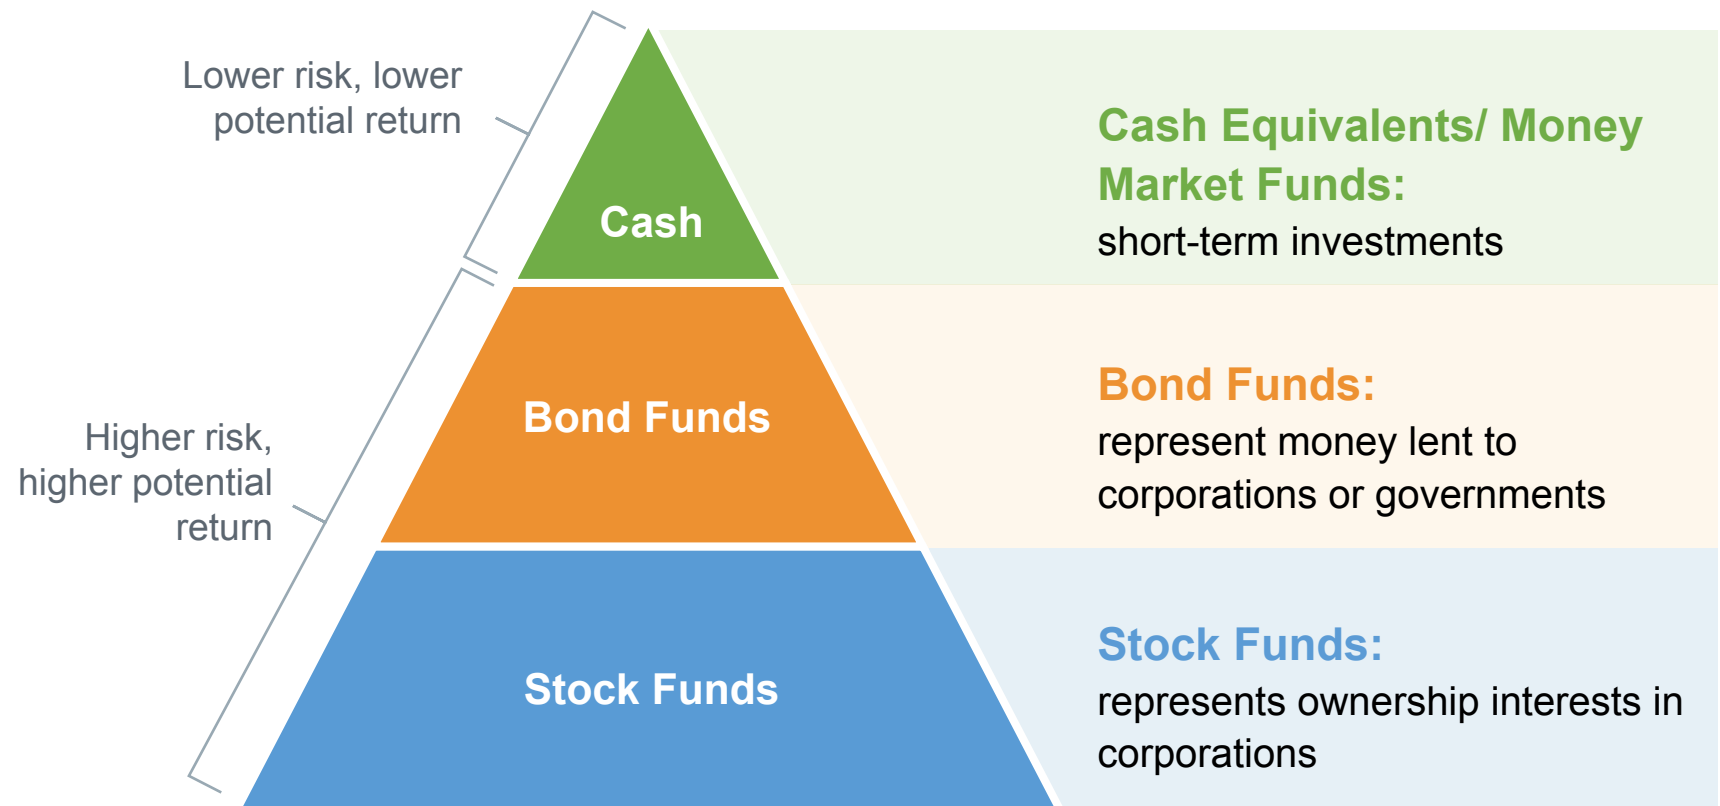 Lower risk, lower
potential return
Cash
Cash Equivalents/ Money
Market Funds:
short-term investments
Higher risk,
higher potential
return
Bond Funds
Bond Funds:
represent money lent to
corporations or governments
Stock Funds
Stock Funds:
represents ownership interests in
corporations